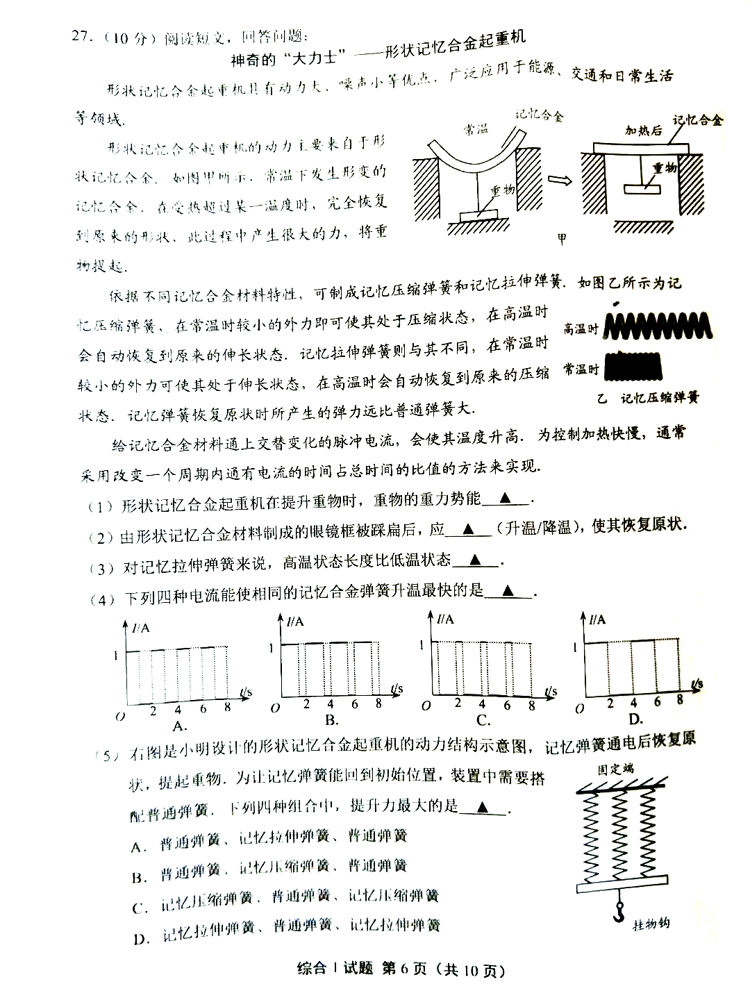 27.（10 分）阅读短文，回答问题：
神奇的“大力士”——形状记忆合金起重机
形状记忆合金起重机具有动力大、噪声小等优点，广泛应用于能源、交通和日常生活
等领域.
形状记忆合金起重机的动力主要来自于形
状记忆合金. 如图甲所示，常温下发生形变的
记忆合金，在受热超过某一温度时，完全恢复
到原来的形状，此过程中产生很大的力，将重
物提起.
常温
记忆合金
重物
加热后
记忆合金
重物
甲
依据不同记忆合金材料特性，可制成记忆压缩弹簧和记忆拉伸弹簧. 如图乙所示为记
忆压缩弹簧，在常温时较小的外力即可使其处于压缩状态，在高温时
会自动恢复到原来的伸长状态. 记忆拉伸弹簧则与其不同，在常温时
较小的外力可使其处于伸长状态，在高温时会自动恢复到原来的压缩
状态. 记忆弹簧恢复原状时所产生的弹力远比普通弹簧大.
高温时
常温时
乙 记忆压缩弹簧
给记忆合金材料通上交替变化的脉冲电流，会使其温度升高. 为控制加热快慢，通常
采用改变一个周期内通有电流的时间占总时间的比值的方法来实现.
（1）形状记忆合金起重机在提升重物时，重物的重力势能 ▲ .
（2）由形状记忆合金材料制成的眼镜框被踩扁后，应 ▲ （升温/降温），使其恢复原状.
（3）对记忆拉伸弹簧来说，高温状态长度比低温状态 ▲ .
（4）下列四种电流能使相同的记忆合金弹簧升温最快的是 ▲ .
I/A
1
O 2 4 6 8 t/s
A.
I/A
1
O 2 4 6 8 t/s
B.
I/A
1
O 2 4 6 8 t/s
C.
I/A
1
O 2 4 6 8 t/s
D.
（5）右图是小明设计的形状记忆合金起重机的动力结构示意图，记忆弹簧通电后恢复原
状，提起重物. 为让记忆弹簧能回到初始位置，装置中需要搭
配普通弹簧. 下列四种组合中，提升力最大的是 ▲ .
A. 普通弹簧、记忆拉伸弹簧、普通弹簧
B. 普通弹簧、记忆压缩弹簧、普通弹簧
C. 记忆压缩弹簧、普通弹簧、记忆压缩弹簧
D. 记忆拉伸弹簧、普通弹簧、记忆拉伸弹簧
固定端
挂物钩
综合 I 试题 第 6 页（共 10 页）